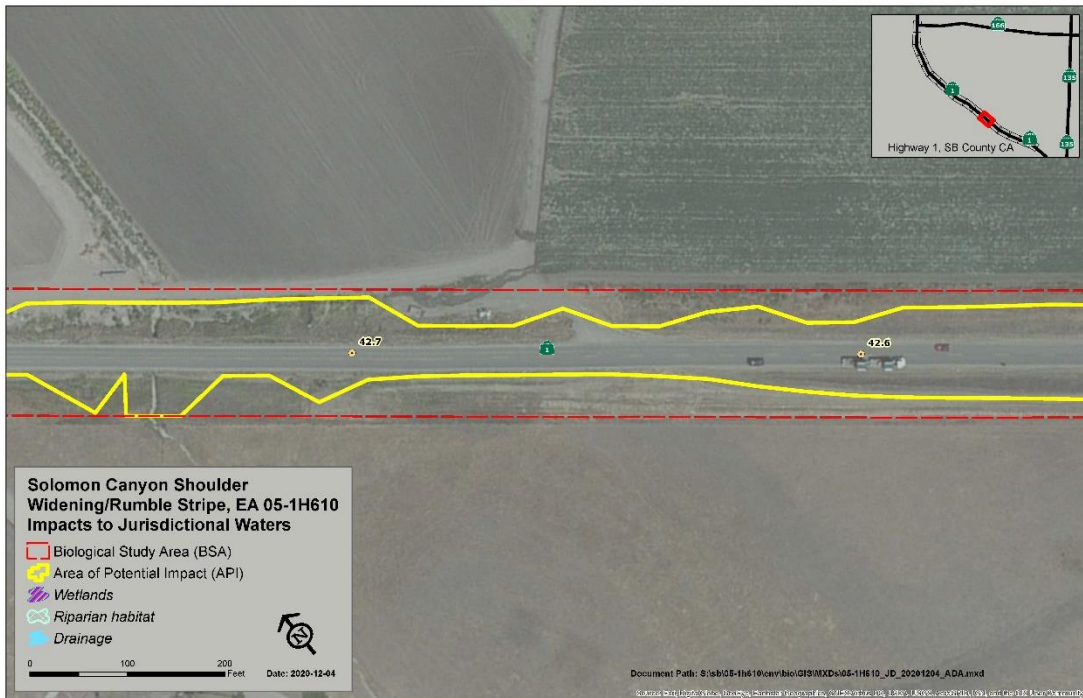 166
135
1
1
135
Highway 1, SB County CA
42.7
1
42.6
Solomon Canyon Shoulder
Widening/Rumble Stripe, EA 05-1H610
Impacts to Jurisdictional Waters
Biological Study Area (BSA)
Area of Potential Impact (API)
Wetlands
Riparian habitat
Drainage
N
0 100 200
Feet
Date: 2020-12-04
Document Path: S:\sb\05-1h610\env\bio\GIS\MXDs\05-1H610_JD_20201204_ADA.mxd